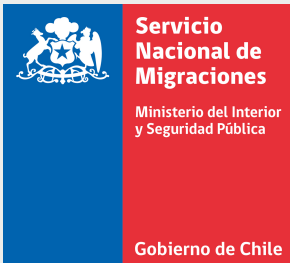 Servicio
Nacional de
Migraciones
Ministerio del Interior
y Seguridad Pública
Gobierno de Chile